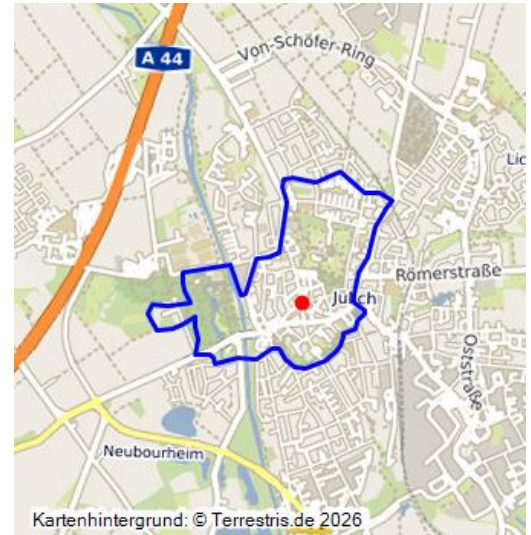 A 44
Von-Schöfer-Ring
Lic
Römerstraße
Jülich
Oststraße
Neubourheim
Kartenhintergrund: © Terrestris.de 2026